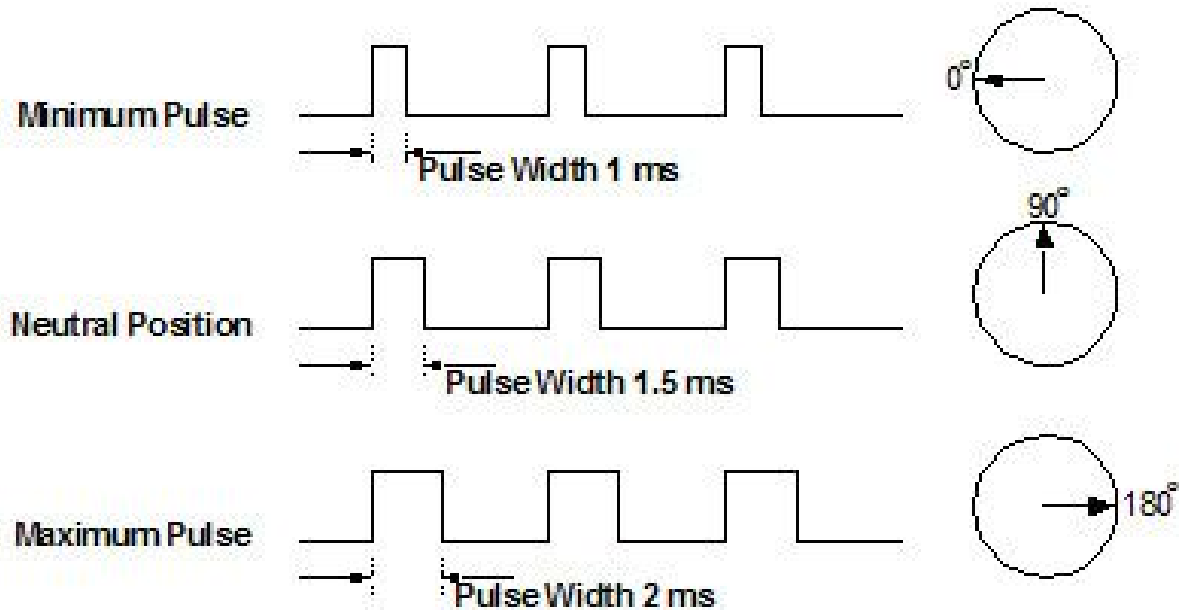 Minimum Pulse
0°
Pulse Width 1 ms
90°
Neutral Position
Pulse Width 1.5 ms
Maximum Pulse
180°
Pulse Width 2 ms